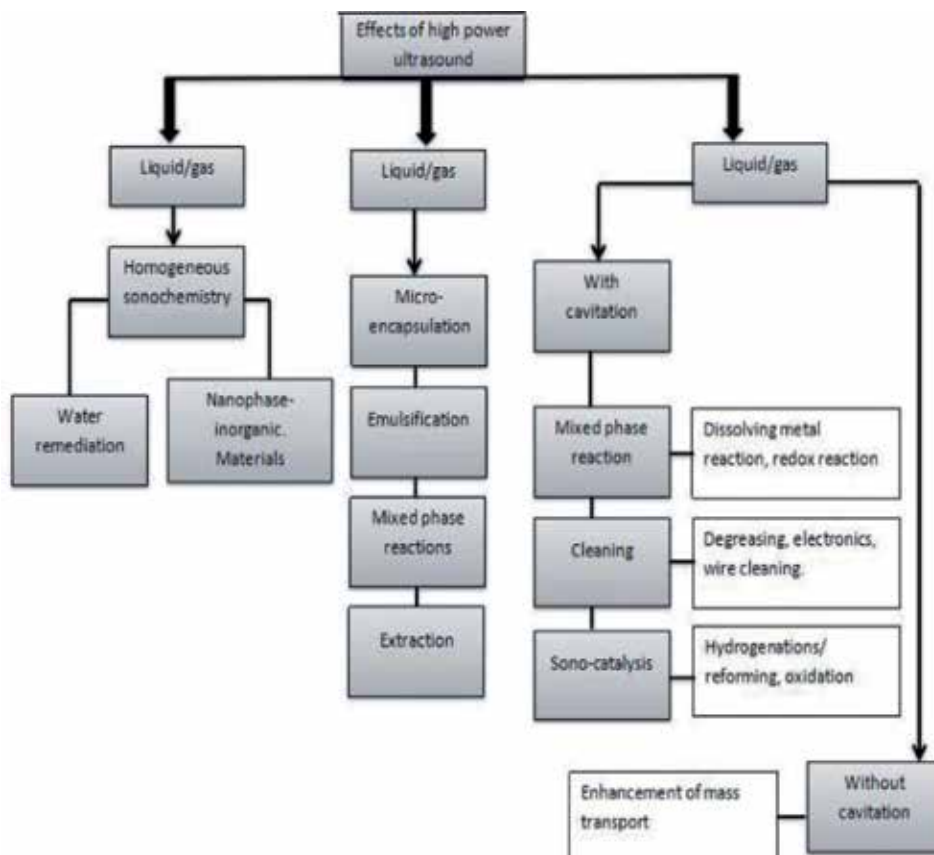 Effects of high power
ultrasound
Liquid/gas
Liquid/gas
Liquid/gas
Homogeneous
sonochemistry
Water
remediation
Nanophase-
inorganic.
Materials
Micro-
encapsulation
Emulsification
Mixed phase
reactions
Extraction
With
cavitation
Mixed phase
reaction
Dissolving metal
reaction, redox reaction
Cleaning
Degreasing, electronics,
wire cleaning.
Sono-catalysis
Hydrogenations/
reforming, oxidation
Enhancement of mass
transport
Without
cavitation